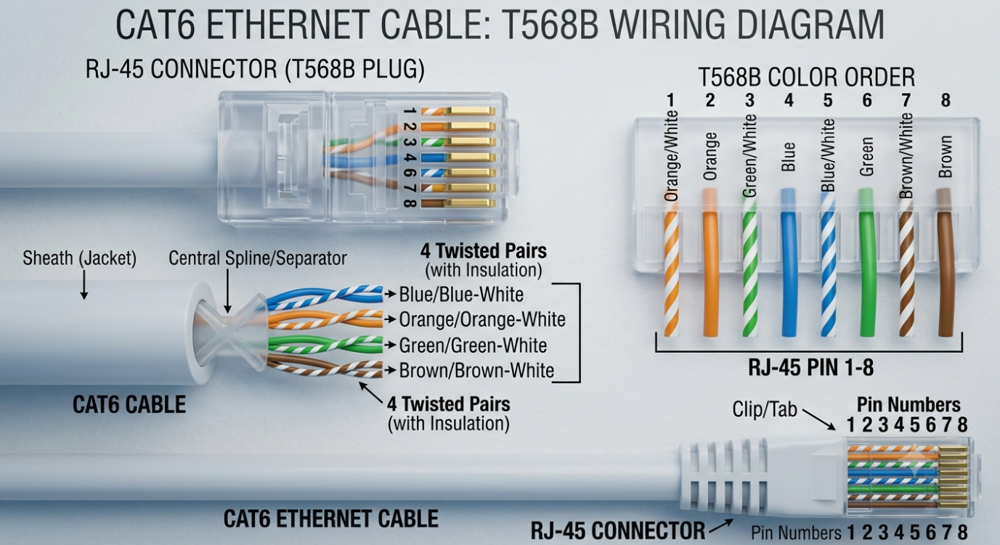 CAT6 ETHERNET CABLE: T568B WIRING DIAGRAM
RJ-45 CONNECTOR (T568B PLUG)
1
2
3
4
6
7
8
T568B COLOR ORDER
1 2 3 4 5 6 7 8
Orange/White
Orange
Green/White
Blue
Blue/White
Green
Brown/White
Brown
RJ-45 PIN 1-8
Sheath (Jacket)
Central Spline/Separator
4 Twisted Pairs
(with Insulation)
Blue/Blue-White
Orange/Orange-White
Green/Green-White
Brown/Brown-White
4 Twisted Pairs
(with Insulation)
CAT6 CABLE
Clip/Tab
Pin Numbers
1 2 3 4 5 6 7 8
CAT6 ETHERNET CABLE
RJ-45 CONNECTOR
Pin Numbers 1 2 3 4 5 6 7 8